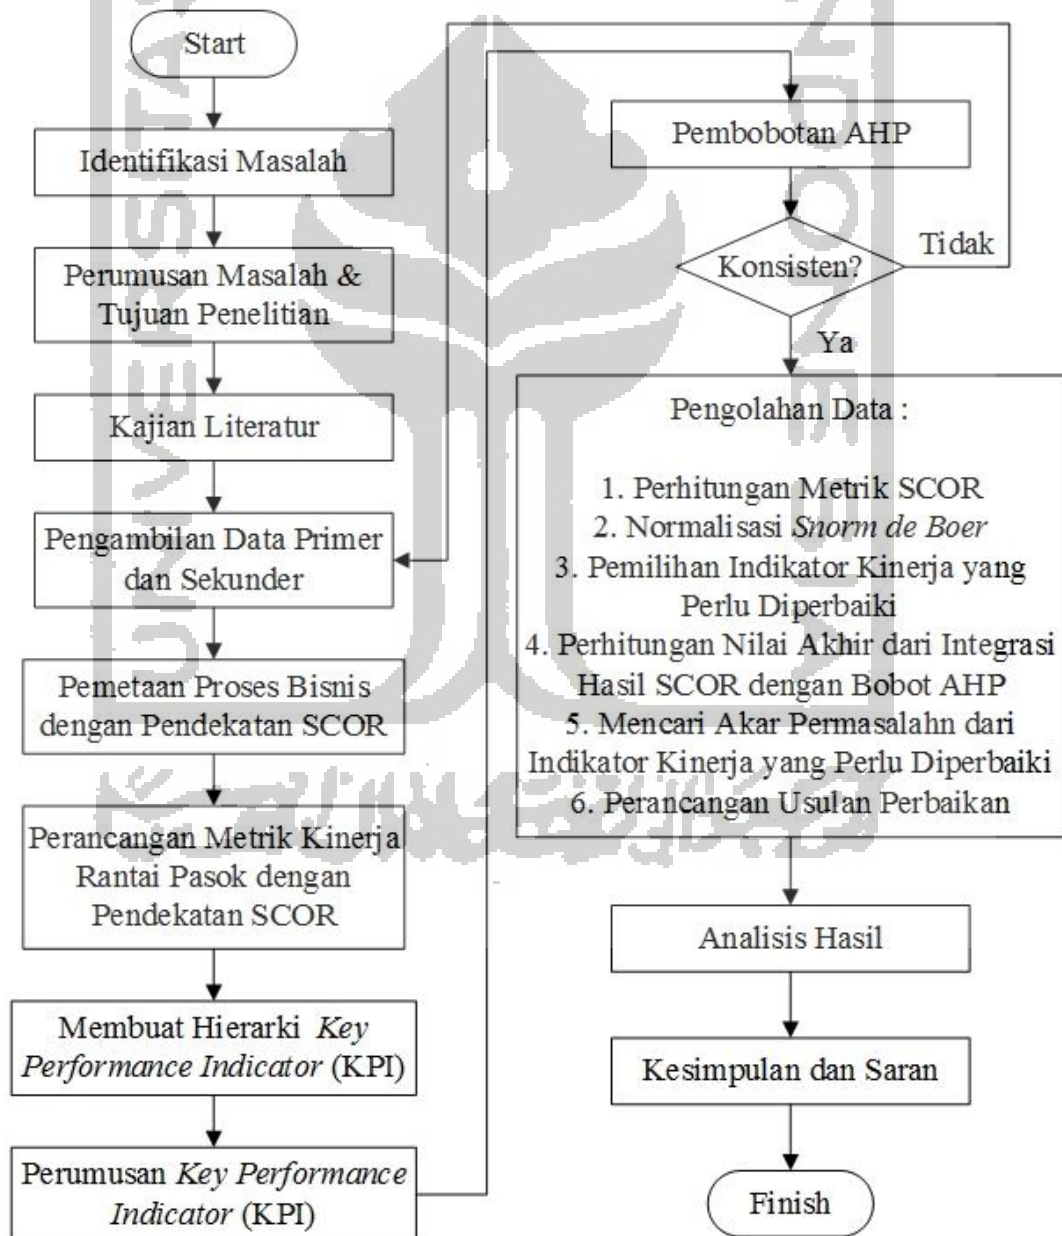 Start
Identifikasi Masalah
Perumusan Masalah &
Tujuan Penelitian
Kajian Literatur
Pengambilan Data Primer
dan Sekunder
Pemetaan Proses Bisnis
dengan Pendekatan SCOR
Perancangan Metrik Kinerja
Rantai Pasok dengan
Pendekatan SCOR
Membuat Hierarki Key
Performance Indicator (KPI)
Perumusan Key Performance
Indicator (KPI)
Pembobotan AHP
Konsisten?
Tidak
Ya
Pengolahan Data :
1. Perhitungan Metrik SCOR
2. Normalisasi Snorm de Boer
3. Pemilihan Indikator Kinerja yang
Perlu Diperbaiki
4. Perhitungan Nilai Akhir dari Integrasi
Hasil SCOR dengan Bobot AHP
5. Mencari Akar Permasalahn dari
Indikator Kinerja yang Perlu Diperbaiki
6. Perancangan Usulan Perbaikan
Analisis Hasil
Kesimpulan dan Saran
Finish